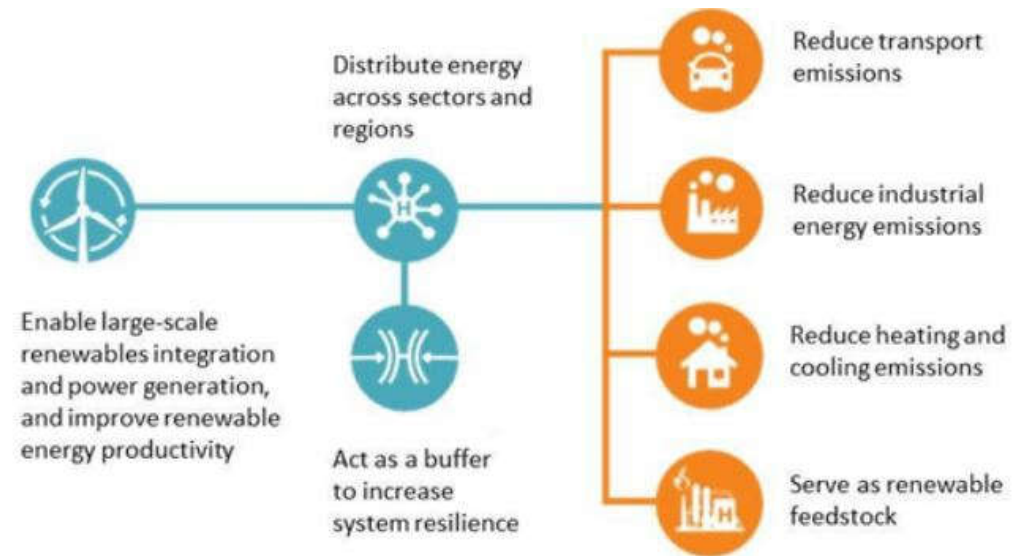 Distribute energy
across sectors and
regions
Enable large-scale
renewables integration
and power generation,
and improve renewable
energy productivity
H
H
Act as a buffer
to increase
system resilience
Reduce transport
emissions
Reduce industrial
energy emissions
Reduce heating and
cooling emissions
H
Serve as renewable
feedstock